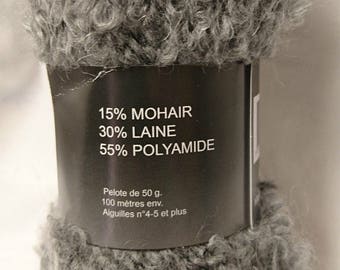 15% MOHAIR
30% LAINE
55% POLYAMIDE
Pelote de 50 g.
100 mètres env.
Aiguilles n°4-5 et plus